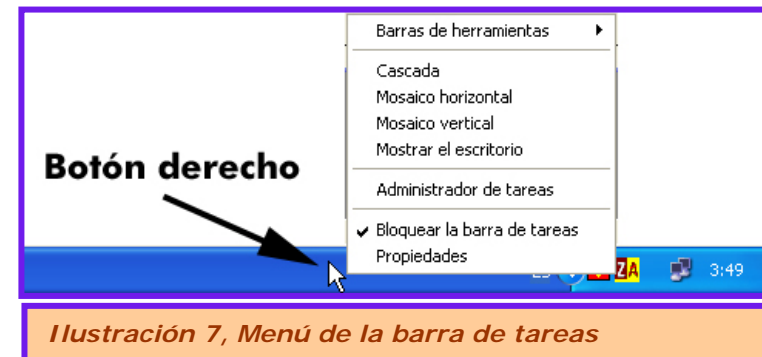 Barras de herramientas
Cascada
Mosaico horizontal
Mosaico vertical
Mostrar el escritorio
Botón derecho
Administrador de tareas
Bloquear la barra de tareas
Propiedades
ZA 3:49
Ilustración 7, Menú de la barra de tareas